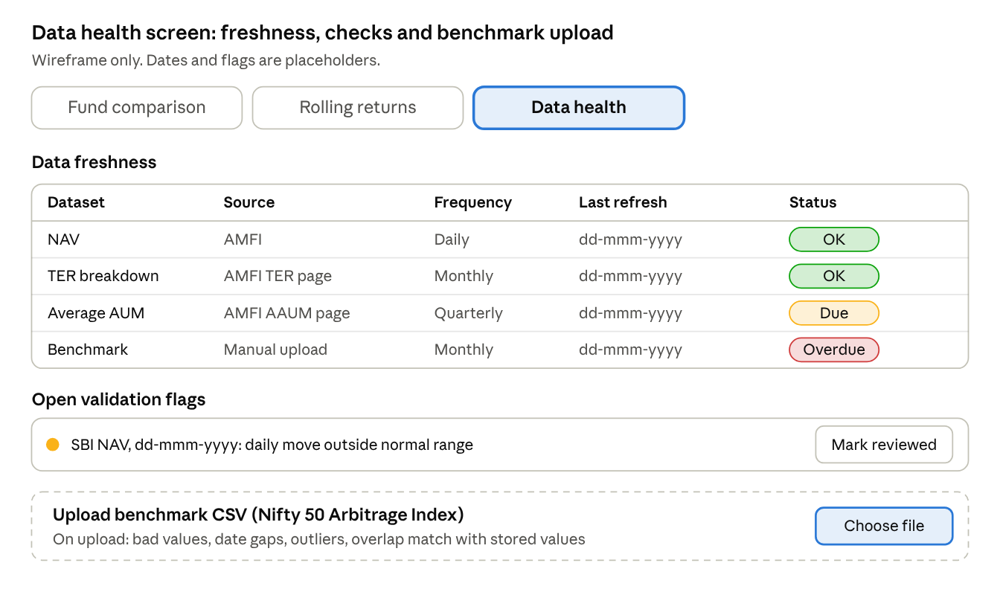 Data health screen: freshness, checks and benchmark upload
Wireframe only. Dates and flags are placeholders.
Fund comparison Rolling returns Data health
Data freshness
Dataset Source Frequency Last refresh Status
NAV AMFI Daily dd-mmm-yyyy OK
TER breakdown AMFI TER page Monthly dd-mmm-yyyy OK
Average AUM AMFI AAUM page Quarterly dd-mmm-yyyy Due
Benchmark Manual upload Monthly dd-mmm-yyyy Overdue
Open validation flags
SBI NAV, dd-mmm-yyyy: daily move outside normal range Mark reviewed
Upload benchmark CSV (Nifty 50 Arbitrage Index)
On upload: bad values, date gaps, outliers, overlap match with stored values
Choose file